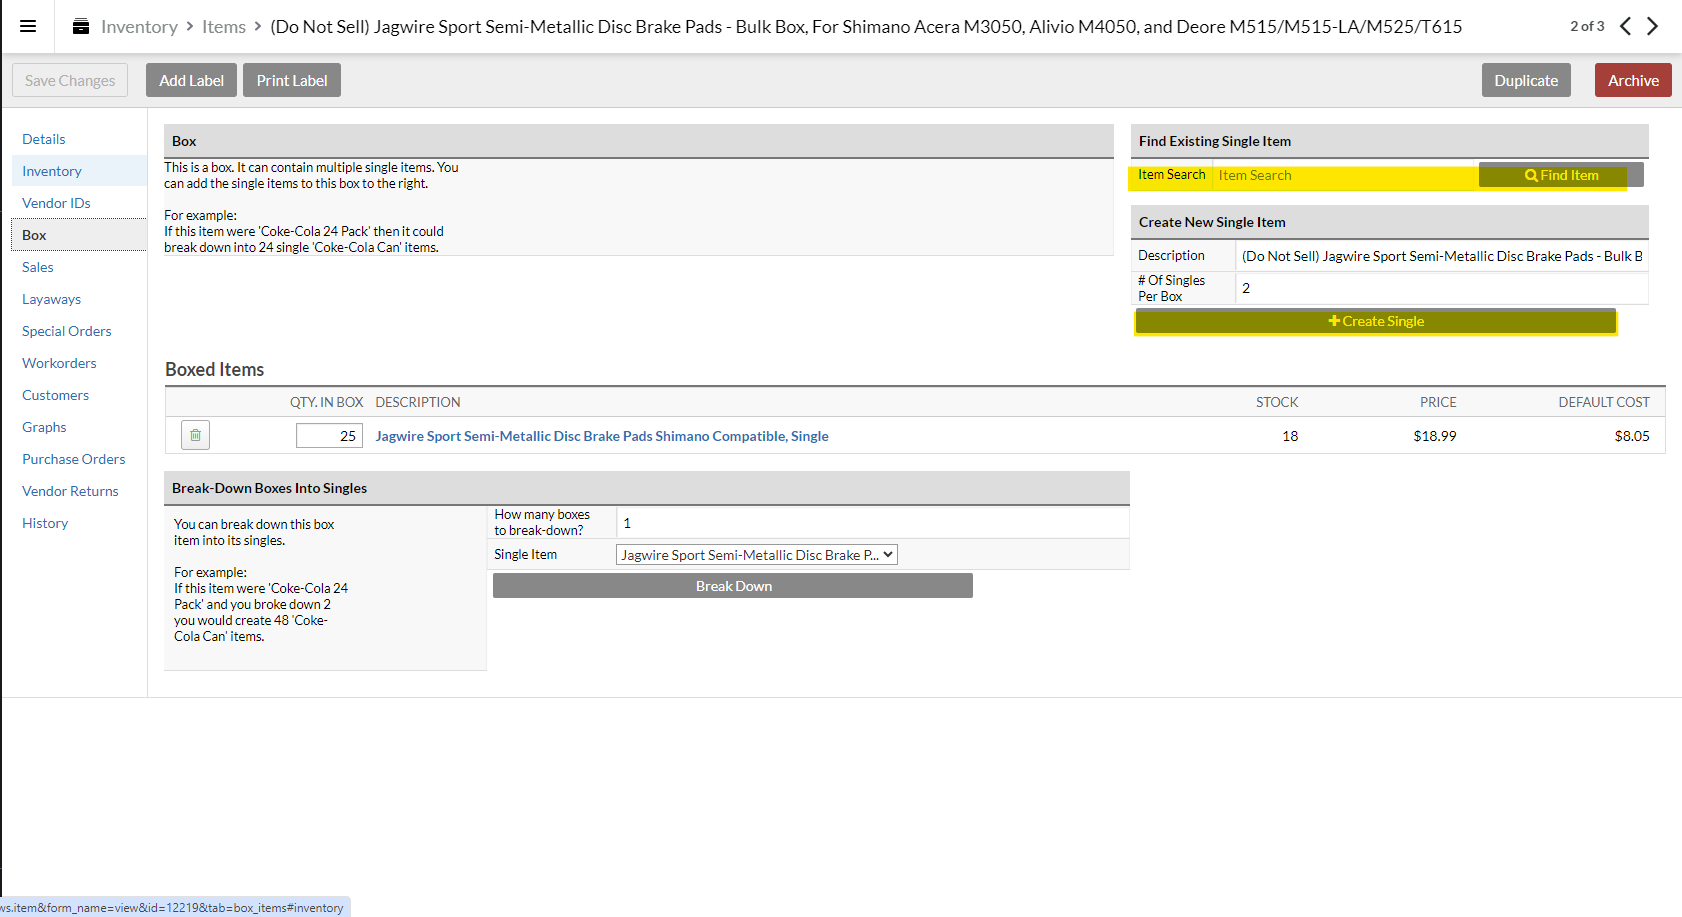 Inventory > Items > (Do Not Sell) Jagwire Sport Semi-Metallic Disc Brake Pads - Bulk Box, For Shimano Acera M3050, Alivio M4050, and Deore M515/M515-LA/M525/T615
2 of 3
Save Changes
Add Label
Print Label
Duplicate
Archive
Details
Inventory
Vendor IDs
Box
Sales
Layaways
Special Orders
Workorders
Customers
Graphs
Purchase Orders
Vendor Returns
History
Box
This is a box. It can contain multiple single items. You
can add the single items to this box to the right.
For example:
If this item were 'Coke-Cola 24 Pack' then it could
break down into 24 single 'Coke-Cola Can' items.
Find Existing Single Item
Item Search Item Search Find Item
Create New Single Item
Description (Do Not Sell) Jagwire Sport Semi-Metallic Disc Brake Pads - Bulk B
# Of Singles
Per Box
2
+ Create Single
Boxed Items
QTY. IN BOX DESCRIPTION STOCK PRICE DEFAULT COST
25 Jagwire Sport Semi-Metallic Disc Brake Pads Shimano Compatible, Single 18 $18.99 $8.05
Break-Down Boxes Into Singles
You can break down this box
item into its singles.
For example:
If this item were 'Coke-Cola 24
Pack' and you broke down 2
you would create 48 'Coke-
Cola Can' items.
How many boxes
to break-down?
1
Single Item Jagwire Sport Semi-Metallic Disc Brake P...
Break Down
ws.item&form_name=view&id=12219&tab=box_items#inventory